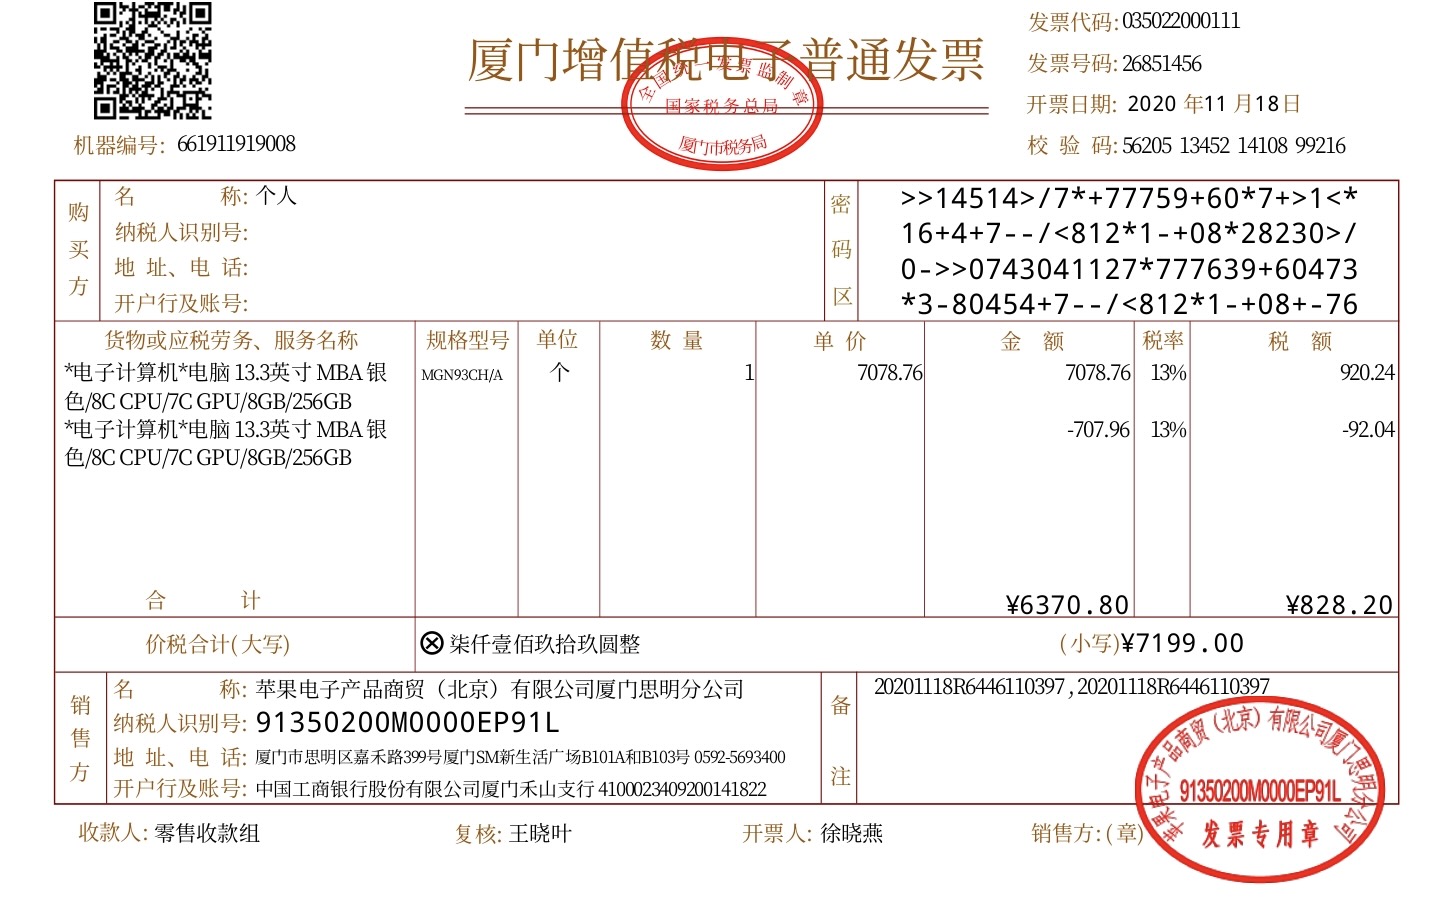 厦门增值税电子普通发票
全国统一发票监制章
国家税务总局
厦门市税务局
机器编号: 661911919008
发票代码: 035022000111
发票号码: 26851456
开票日期: 2020 年11 月18日
校 验 码: 56205 13452 14108 99216
购买方
名 称: 个人
纳税人识别号:
地 址、电 话:
开户行及账号:
密码区
>>14514>/7*+77759+60*7+>1<*
16+4+7--/<812*1-+08*28230>/
0->>0743041127*777639+60473
*3-80454+7--/<812*1-+08+-76
货物或应税劳务、服务名称 规格型号 单位 数 量 单 价 金 额 税率 税 额
*电子计算机*电脑 13.3英寸 MBA 银 MGN93CH/A 个 1 7078.76 7078.76 13% 920.24
色/8C CPU/7C GPU/8GB/256GB
*电子计算机*电脑 13.3英寸 MBA 银 -707.96 13% -92.04
色/8C CPU/7C GPU/8GB/256GB
合 计 ¥6370.80 ¥828.20
价税合计(大写) ⊗ 柒仟壹佰玖拾玖圆整 (小写)¥7199.00
销售方
名 称: 苹果电子产品商贸（北京）有限公司厦门思明分公司
纳税人识别号: 91350200M0000EP91L
地 址、电 话: 厦门市思明区嘉禾路399号厦门SM新生活广场B101A和B103号 0592-5693400
开户行及账号: 中国工商银行股份有限公司厦门禾山支行 4100023409200141822
备注
20201118R6446110397,20201118R6446110397
收款人: 零售收款组 复核: 王晓叶 开票人: 徐晓燕 销售方:(章)
苹果电子产品商贸（北京）有限公司厦门思明分公司
91350200M0000EP91L
发票专用章